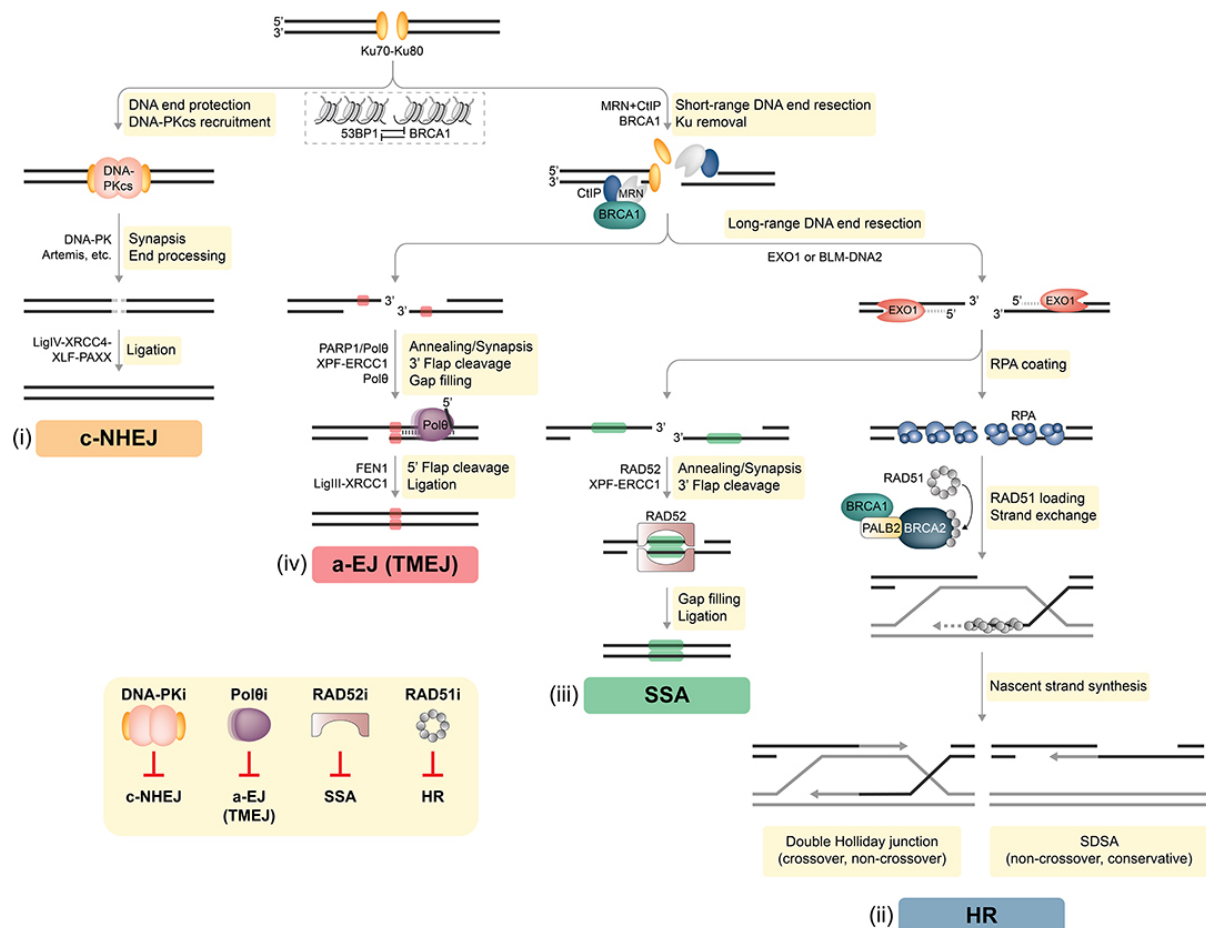 5'
3'
Ku70-Ku80
DNA end protection
DNA-PKcs recruitment
53BP1
BRCA1
MRN+CtIP
BRCA1
Short-range DNA end resection
Ku removal
DNA-
PKcs
5'
3'
CtIP
MRN
BRCA1
DNA-PK
Artemis, etc.
Synapsis
End processing
Long-range DNA end resection
EXO1 or BLM-DNA2
LigIV-XRCC4-
XLF-PAXX
Ligation
(i)
c-NHEJ
3'
3'
PARP1/Polθ
XPF-ERCC1
Polθ
Annealing/Synapsis
3' Flap cleavage
Gap filling
5'
Polθ
FEN1
LigIII-XRCC1
5' Flap cleavage
Ligation
(iv)
a-EJ (TMEJ)
EXO1
3'
5'
5'
EXO1
3'
RPA coating
3'
3'
RAD52
XPF-ERCC1
Annealing/Synapsis
3' Flap cleavage
RAD52
Gap filling
Ligation
(iii)
SSA
RPA
RAD51
BRCA1
PALB2
BRCA2
RAD51 loading
Strand exchange
Nascent strand synthesis
Double Holliday junction
(crossover, non-crossover)
SDSA
(non-crossover, conservative)
(ii)
HR
DNA-PKi
Polθi
RAD52i
RAD51i
c-NHEJ
a-EJ
(TMEJ)
SSA
HR